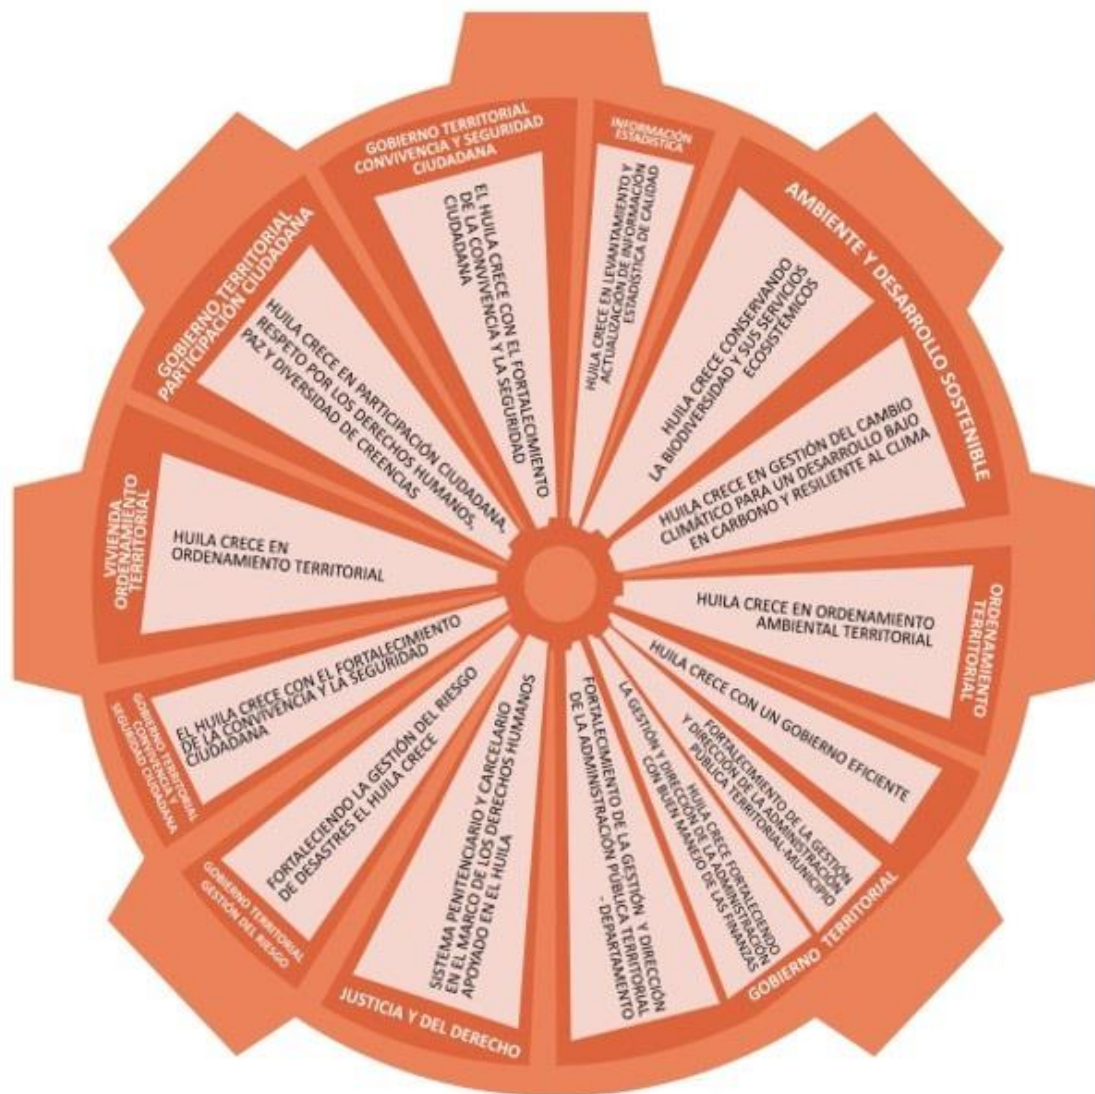 GOBIERNO TERRITORIAL
CONVIVENCIA Y SEGURIDAD
CIUDADANA
EL HUILA CRECE CON EL FORTALECIMIENTO
DE LA CONVIVENCIA Y LA SEGURIDAD
CIUDADANA
INFORMACIÓN
ESTADÍSTICA
HUILA CRECE EN LEVANTAMIENTO Y
ACTUALIZACIÓN DE INFORMACIÓN
ESTADÍSTICA DE CALIDAD
AMBIENTE Y DESARROLLO SOSTENIBLE
HUILA CRECE CONSERVANDO
LA BIODIVERSIDAD Y SUS SERVICIOS
ECOSISTÉMICOS
HUILA CRECE EN GESTIÓN DEL CAMBIO
CLIMÁTICO PARA UN DESARROLLO BAJO
EN CARBONO Y RESILIENTE AL CLIMA
ORDENAMIENTO
TERRITORIAL
HUILA CRECE EN ORDENAMIENTO
AMBIENTAL TERRITORIAL
GOBIERNO TERRITORIAL
HUILA CRECE CON UN GOBIERNO EFICIENTE
FORTALECIMIENTO DE LA GESTIÓN
Y DIRECCIÓN DE LA ADMINISTRACIÓN
PÚBLICA TERRITORIAL-MUNICIPIO
HUILA CRECE FORTALECIENDO
LA GESTIÓN Y DIRECCIÓN DE LA ADMINISTRACIÓN
CON BUEN MANEJO DE LAS FINANZAS
FORTALECIMIENTO DE LA GESTIÓN Y DIRECCIÓN
DE LA ADMINISTRACIÓN PÚBLICA TERRITORIAL
- DEPARTAMENTO
JUSTICIA Y DEL DERECHO
SISTEMA PENITENCIARIO Y CARCELARIO
EN EL MARCO DE LOS DERECHOS HUMANOS
APOYADO EN EL HUILA
GOBIERNO TERRITORIAL
GESTIÓN DEL RIESGO
FORTALECIENDO LA GESTIÓN DEL RIESGO
DE DESASTRES EL HUILA CRECE
GOBIERNO TERRITORIAL
CONVIVENCIA Y
SEGURIDAD CIUDADANA
EL HUILA CRECE CON EL FORTALECIMIENTO
DE LA CONVIVENCIA Y LA SEGURIDAD
CIUDADANA
VIVIENDA
ORDENAMIENTO
TERRITORIAL
HUILA CRECE EN
ORDENAMIENTO TERRITORIAL
GOBIERNO TERRITORIAL
PARTICIPACIÓN CIUDADANA
HUILA CRECE EN PARTICIPACIÓN CIUDADANA,
RESPETO POR LOS DERECHOS HUMANOS,
PAZ Y DIVERSIDAD DE CREENCIAS